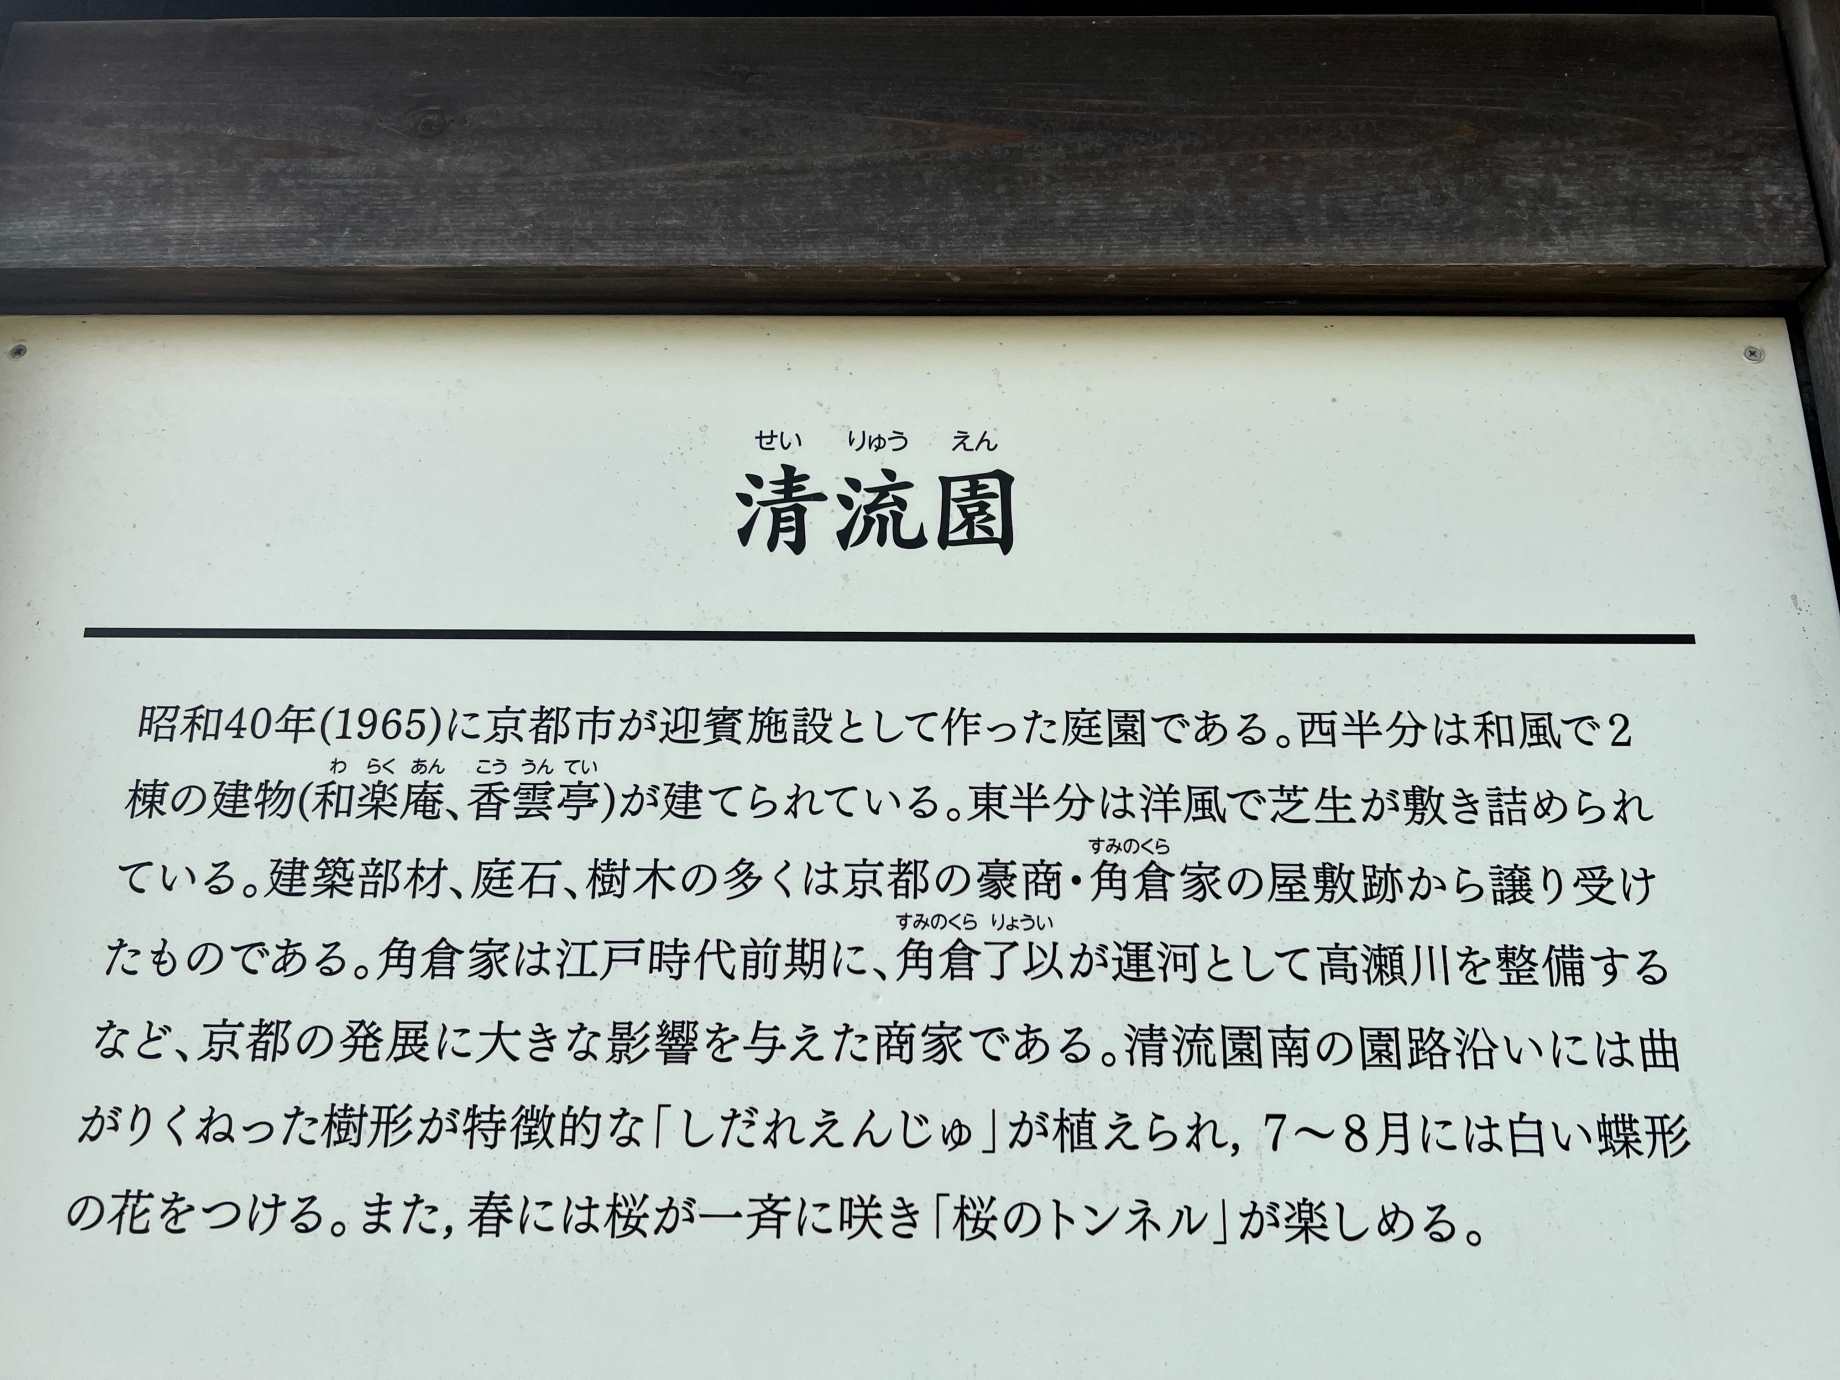 せい りゅう えん
清流園
昭和40年(1965)に京都市が迎賓施設として作った庭園である。西半分は和風で2
わ らく あん こう うん てい
棟の建物(和楽庵、香雲亭)が建てられている。東半分は洋風で芝生が敷き詰められ
すみのくら
ている。建築部材、庭石、樹木の多くは京都の豪商・角倉家の屋敷跡から譲り受け
すみのくら りょうい
たものである。角倉家は江戸時代前期に、角倉了以が運河として高瀬川を整備する
など、京都の発展に大きな影響を与えた商家である。清流園南の園路沿いには曲
がりくねった樹形が特徴的な「しだれえんじゅ」が植えられ, 7〜8月には白い蝶形
の花をつける。また, 春には桜が一斉に咲き「桜のトンネル」が楽しめる。